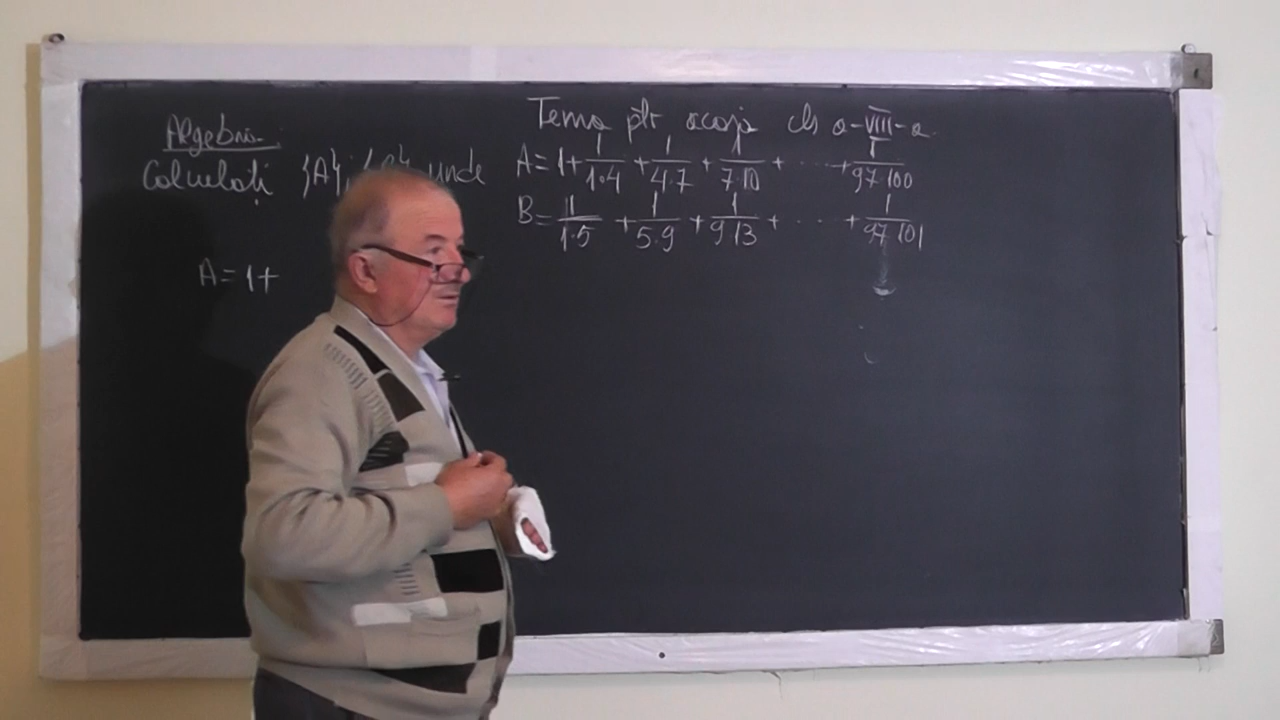 Algebra
Tema ptr acasă cls a-VIII-a
Calculați {A}; unde
A = 1 + 1/1·4 + 1/4·7 + 1/7·10 + ····· + 1/97·100
B = 1/1·5 + 1/5·9 + 1/9·13 + ···· + 1/97·101
A = 1 +